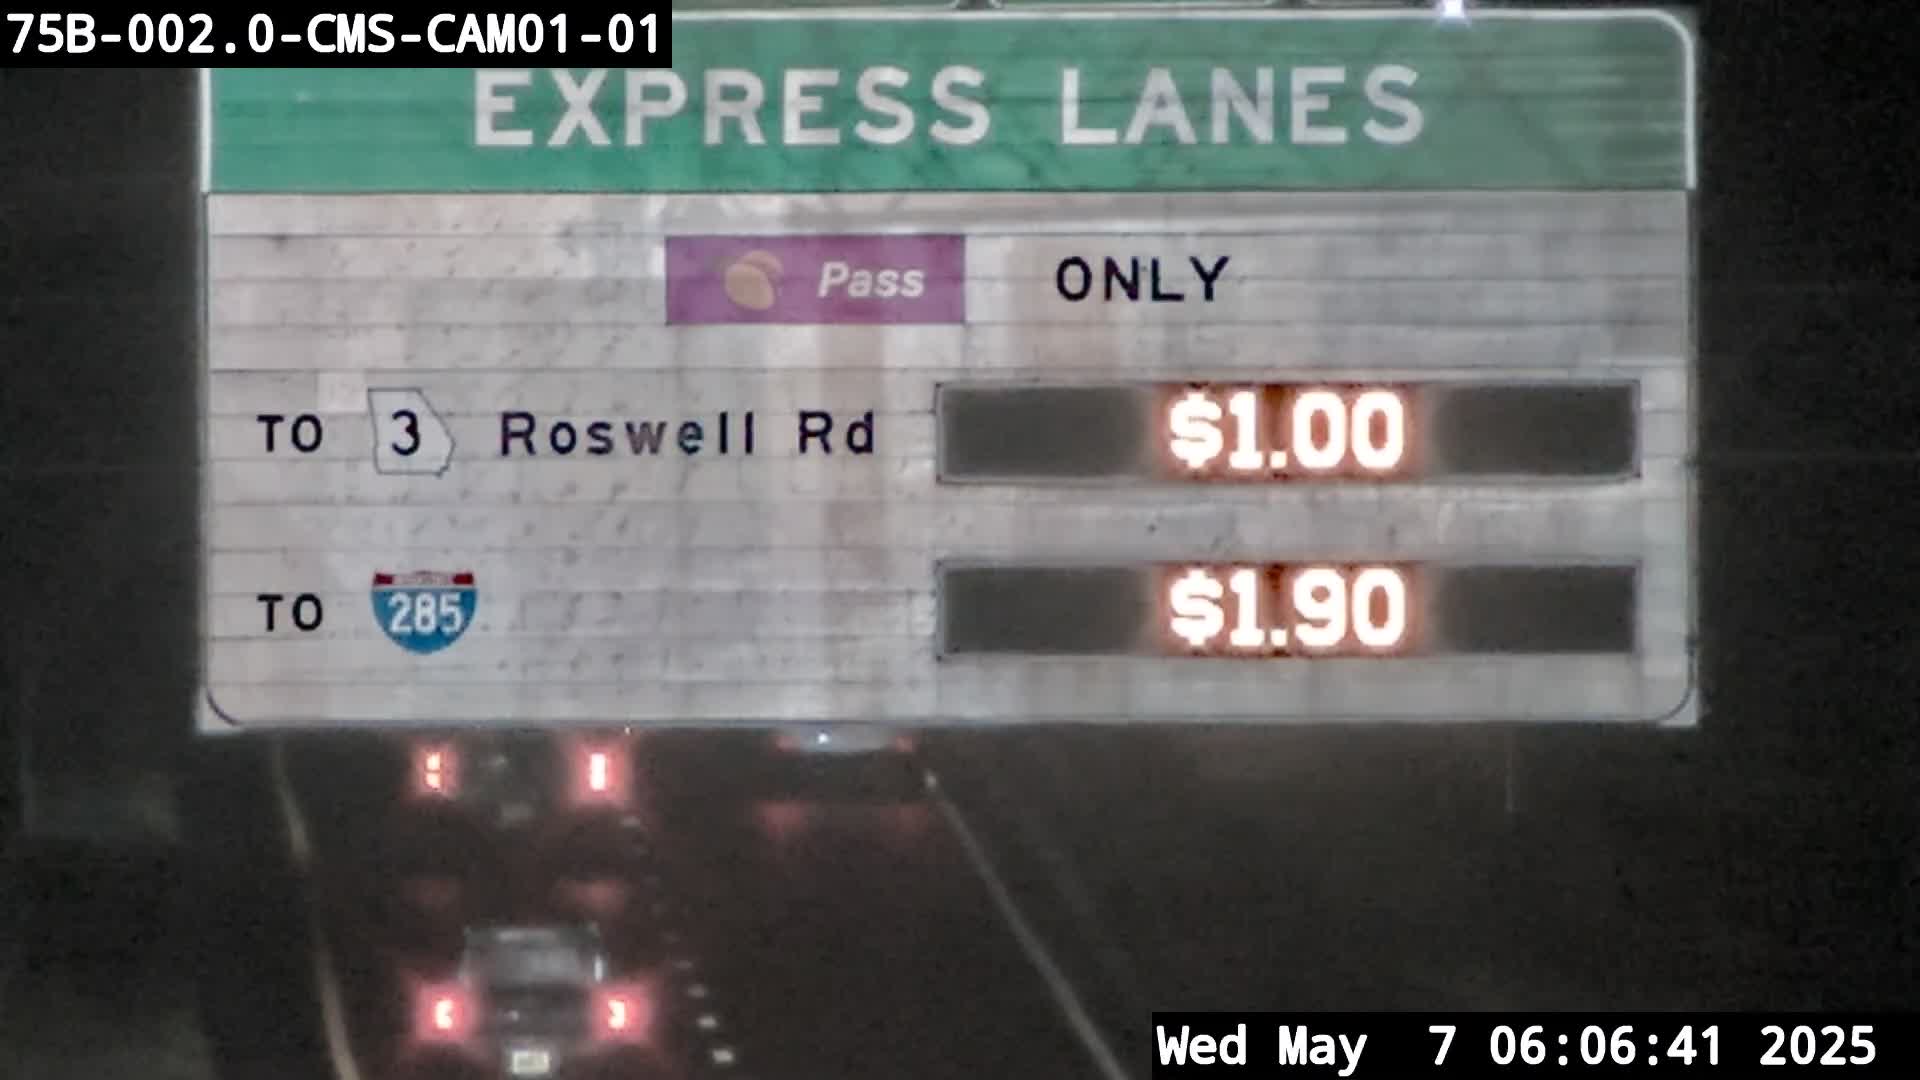 75B-002.0-CMS-CAM01-01
EXPRESS LANES
Pass ONLY
TO 3 Roswell Rd $1.00
TO 285 $1.90
Wed May 7 06:06:41 2025